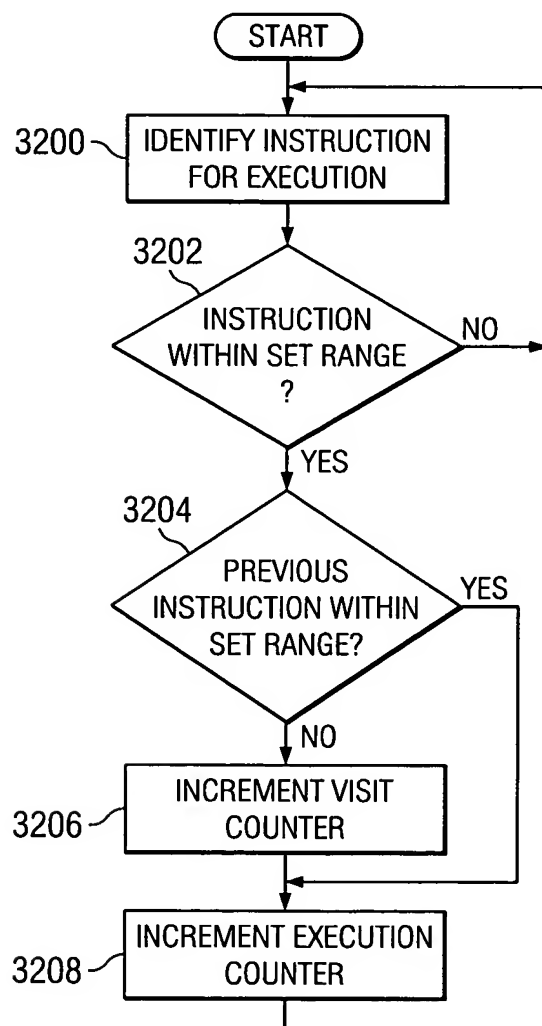 START
3200
IDENTIFY INSTRUCTION
FOR EXECUTION
3202
INSTRUCTION
WITHIN SET RANGE
?
NO
YES
3204
PREVIOUS
INSTRUCTION WITHIN
SET RANGE?
YES
NO
3206
INCREMENT VISIT
COUNTER
3208
INCREMENT EXECUTION
COUNTER